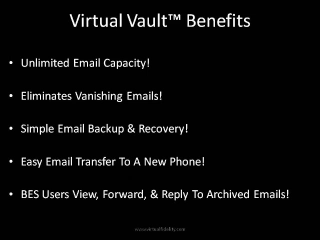 Virtual Vault™ Benefits
• Unlimited Email Capacity!
• Eliminates Vanishing Emails!
• Simple Email Backup & Recovery!
• Easy Email Transfer To A New Phone!
• BES Users View, Forward, & Reply To Archived Emails!